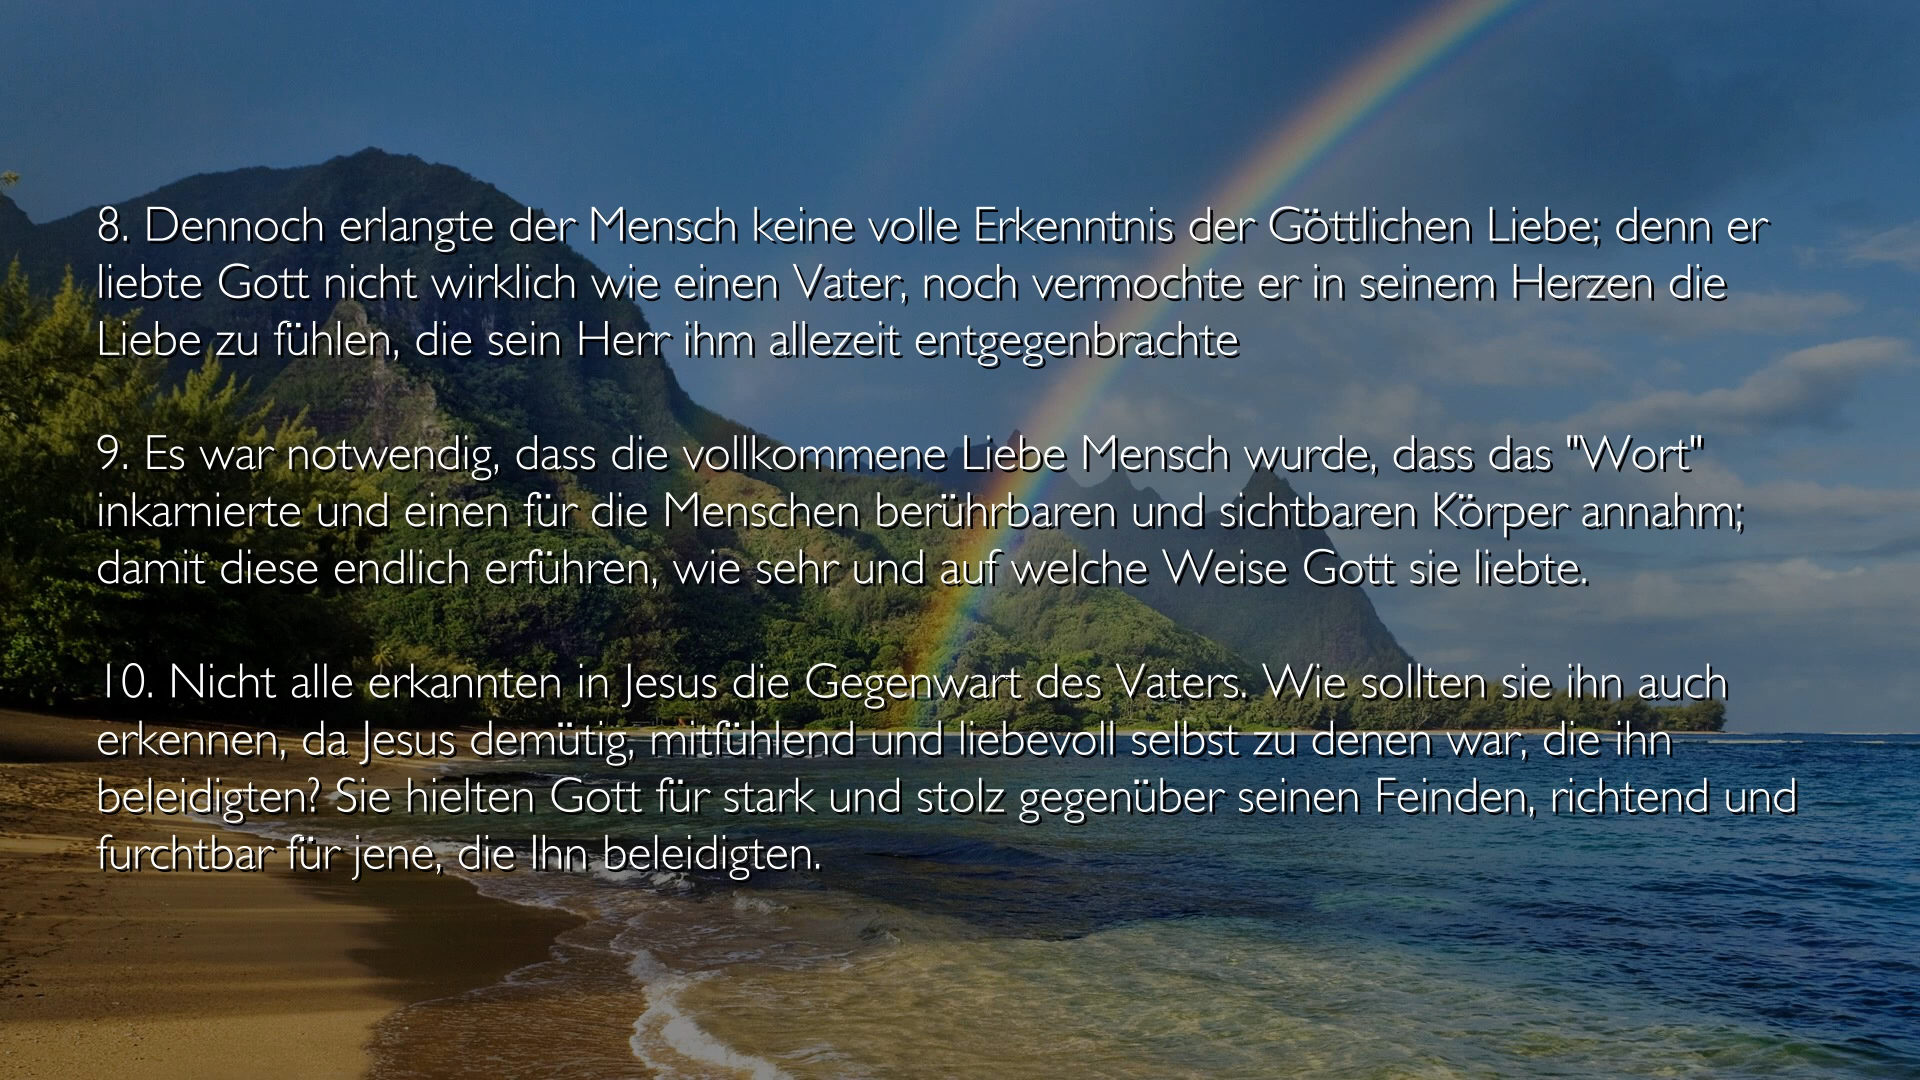 8. Dennoch erlangte der Mensch keine volle Erkenntnis der Göttlichen Liebe; denn er
liebte Gott nicht wirklich wie einen Vater, noch vermochte er in seinem Herzen die
Liebe zu fühlen, die sein Herr ihm allezeit entgegenbrachte
9. Es war notwendig, dass die vollkommene Liebe Mensch wurde, dass das "Wort"
inkarnierte und einen für die Menschen berührbaren und sichtbaren Körper annahm;
damit diese endlich erführen, wie sehr und auf welche Weise Gott sie liebte.
10. Nicht alle erkannten in Jesus die Gegenwart des Vaters. Wie sollten sie ihn auch
erkennen, da Jesus demütig, mitfühlend und liebevoll selbst zu denen war, die ihn
beleidigten? Sie hielten Gott für stark und stolz gegenüber seinen Feinden, richtend und
furchtbar für jene, die Ihn beleidigten.